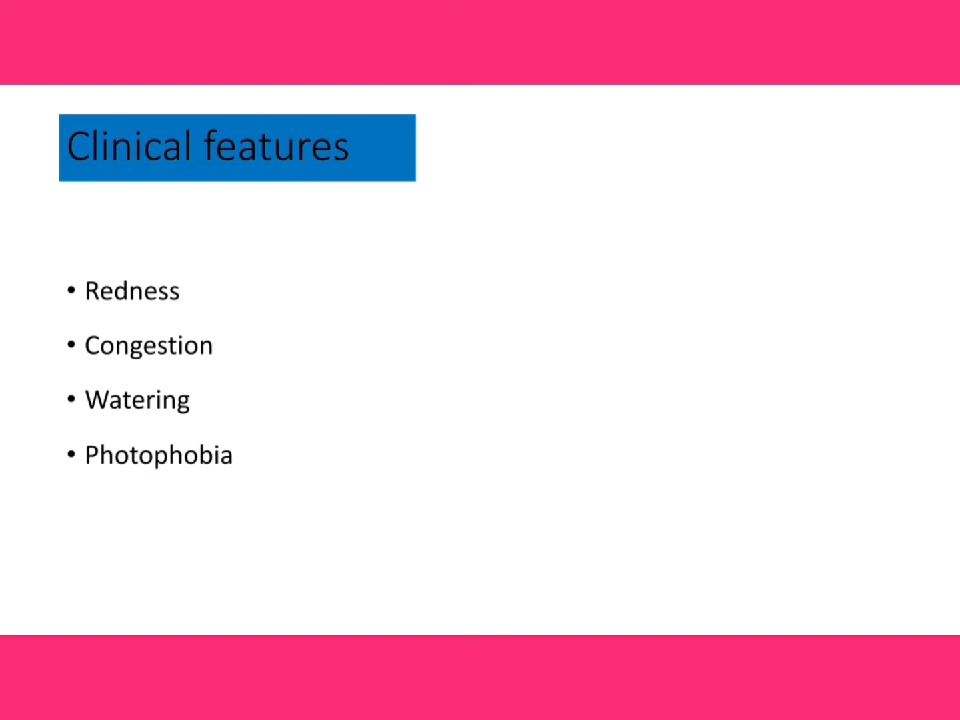 Clinical features
• Redness
• Congestion
• Watering
• Photophobia